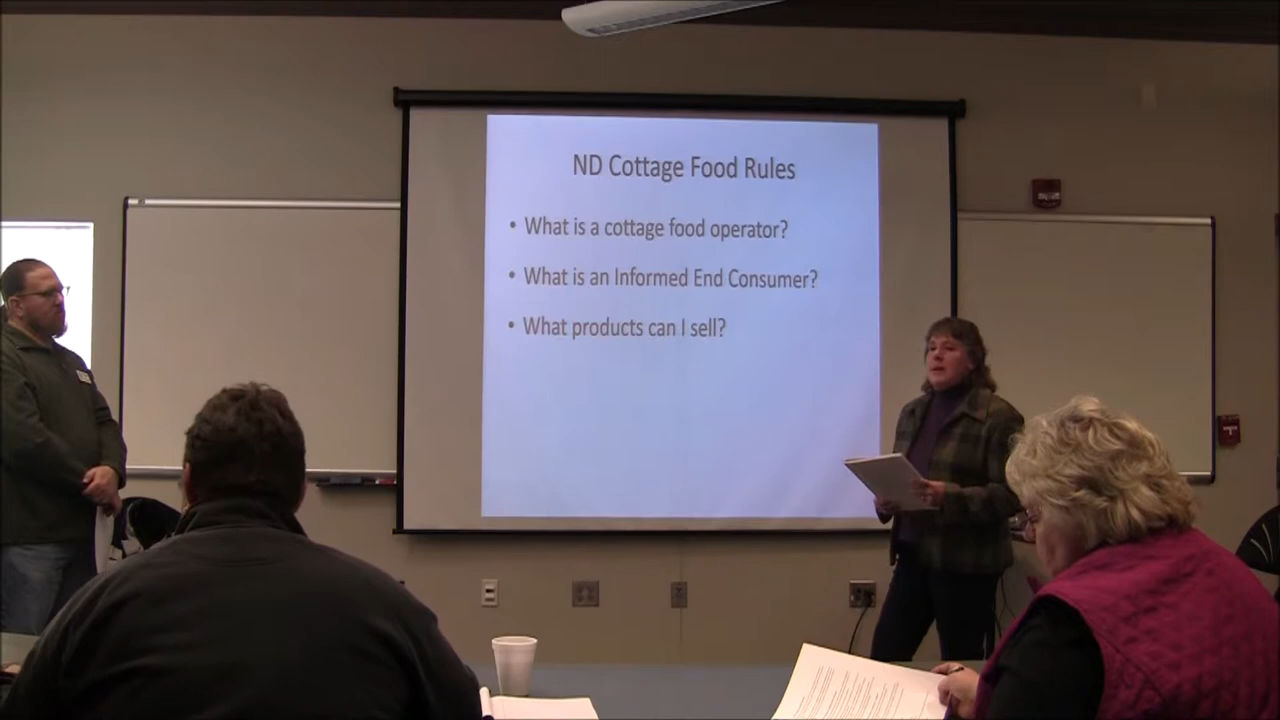 ND Cottage Food Rules
• What is a cottage food operator?
• What is an Informed End Consumer?
• What products can I sell?